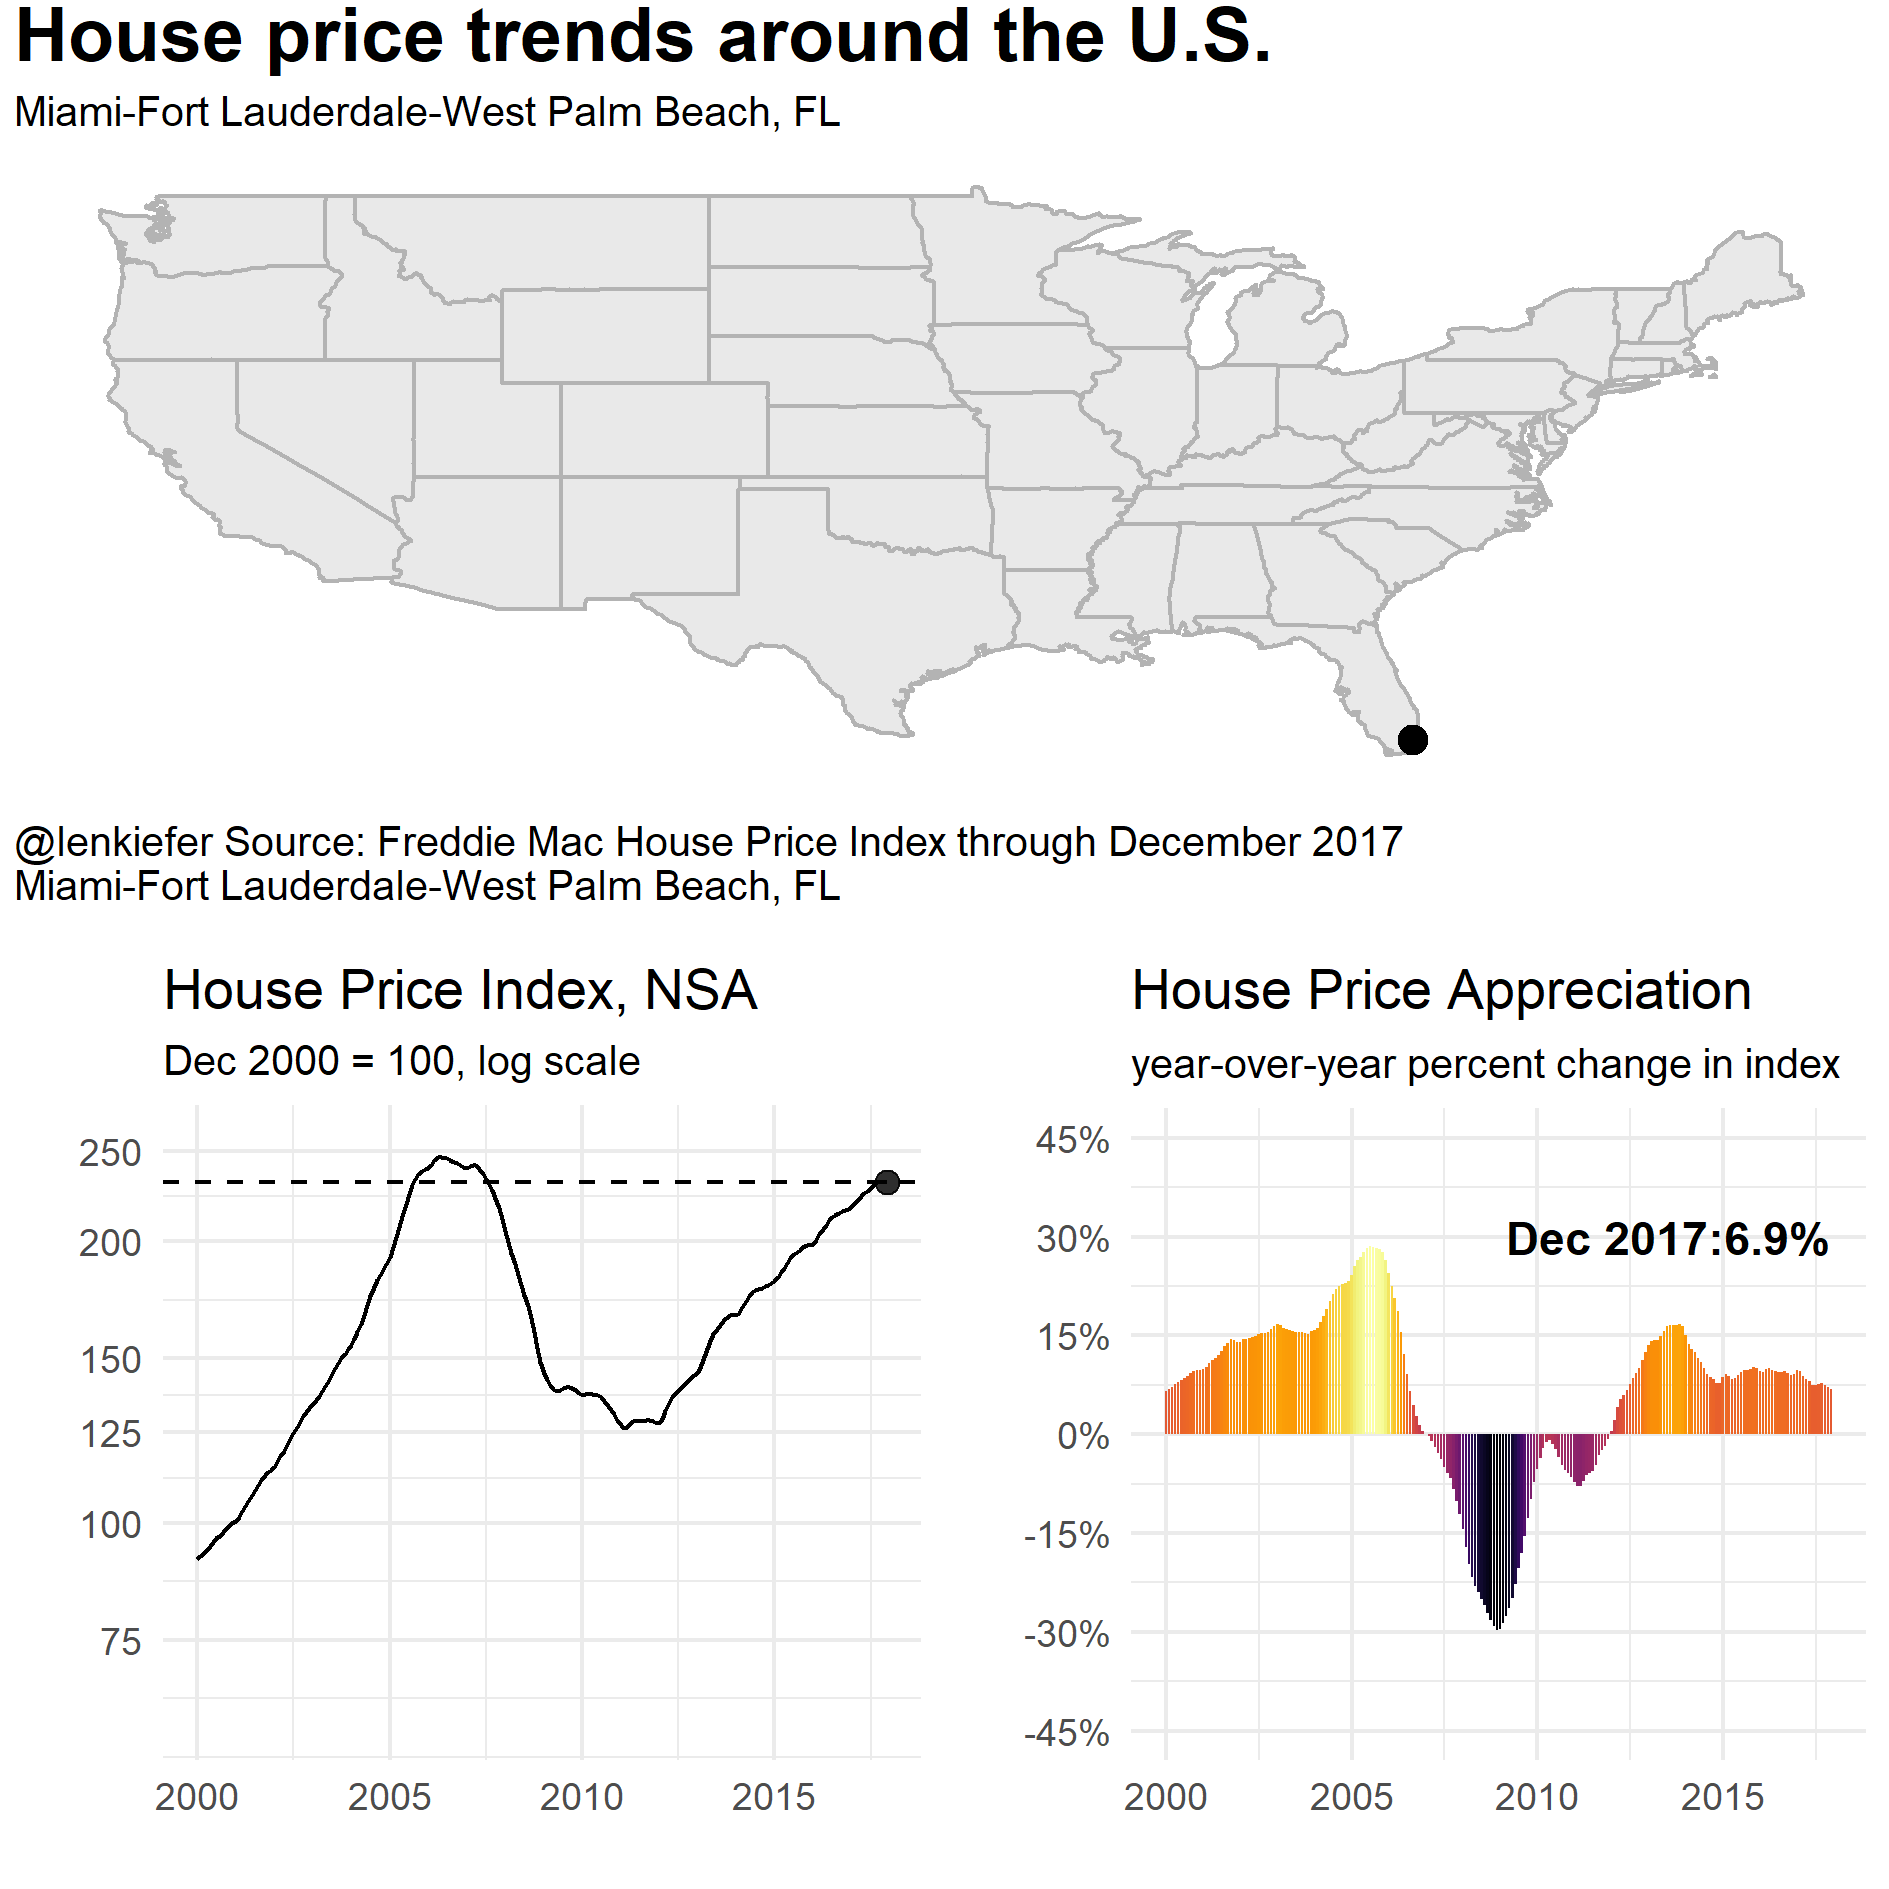 House price trends around the U.S.
Miami-Fort Lauderdale-West Palm Beach, FL
@lenkiefer Source: Freddie Mac House Price Index through December 2017
Miami-Fort Lauderdale-West Palm Beach, FL
House Price Index, NSA
Dec 2000 = 100, log scale
250
200
150
125
100
75
2000 2005 2010 2015
House Price Appreciation
year-over-year percent change in index
45%
30%
Dec 2017:6.9%
15%
0%
-15%
-30%
-45%
2000 2005 2010 2015